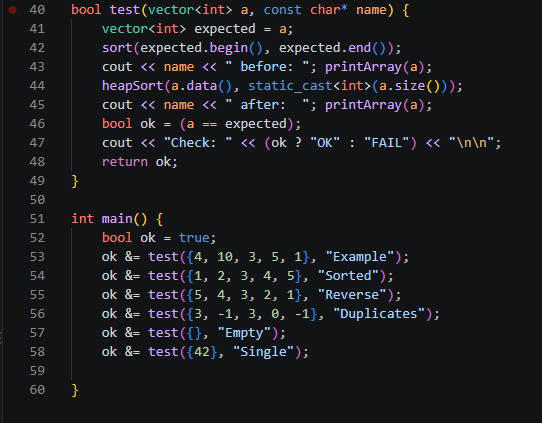 40 bool test(vector<int> a, const char* name) {
41     vector<int> expected = a;
42     sort(expected.begin(), expected.end());
43     cout << name << " before: "; printArray(a);
44     heapSort(a.data(), static_cast<int>(a.size()));
45     cout << name << " after:  "; printArray(a);
46     bool ok = (a == expected);
47     cout << "Check: " << (ok ? "OK" : "FAIL") << "\n\n";
48     return ok;
49 }
50
51 int main() {
52     bool ok = true;
53     ok &= test({4, 10, 3, 5, 1}, "Example");
54     ok &= test({1, 2, 3, 4, 5}, "Sorted");
55     ok &= test({5, 4, 3, 2, 1}, "Reverse");
56     ok &= test({3, -1, 3, 0, -1}, "Duplicates");
57     ok &= test({}, "Empty");
58     ok &= test({42}, "Single");
59
60 }